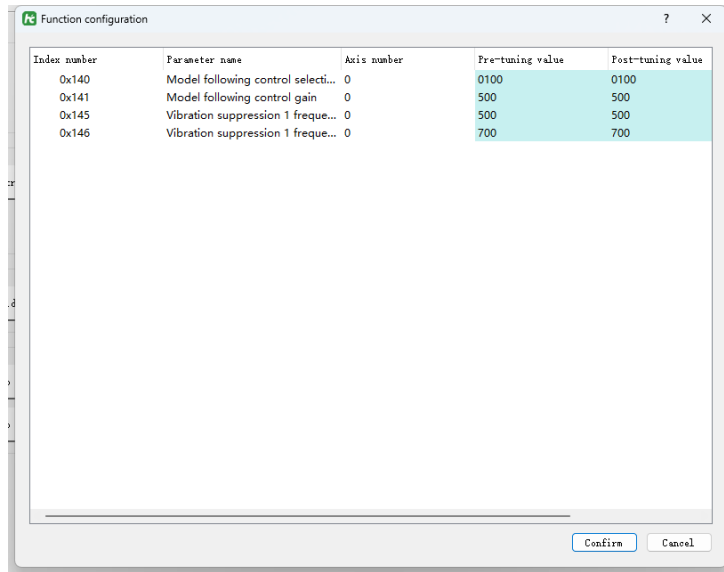 Function configuration
Index number Parameter name Axis number Pre-tuning value Post-tuning value
0x140 Model following control selecti... 0 0100 0100
0x141 Model following control gain 0 500 500
0x145 Vibration suppression 1 freque... 0 500 500
0x146 Vibration suppression 1 freque... 0 700 700
Confirm Cancel